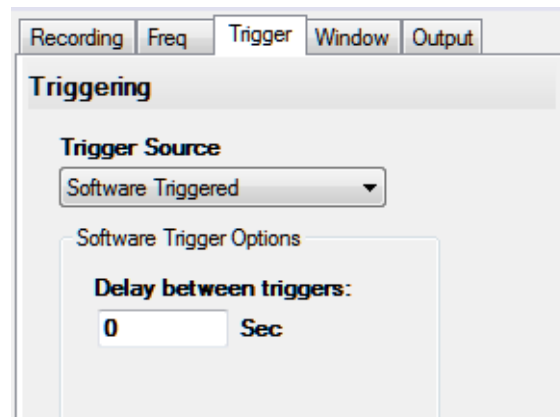 Recording Freq Trigger Window Output
Triggering
Trigger Source
Software Triggered
Software Trigger Options
Delay between triggers:
0 Sec